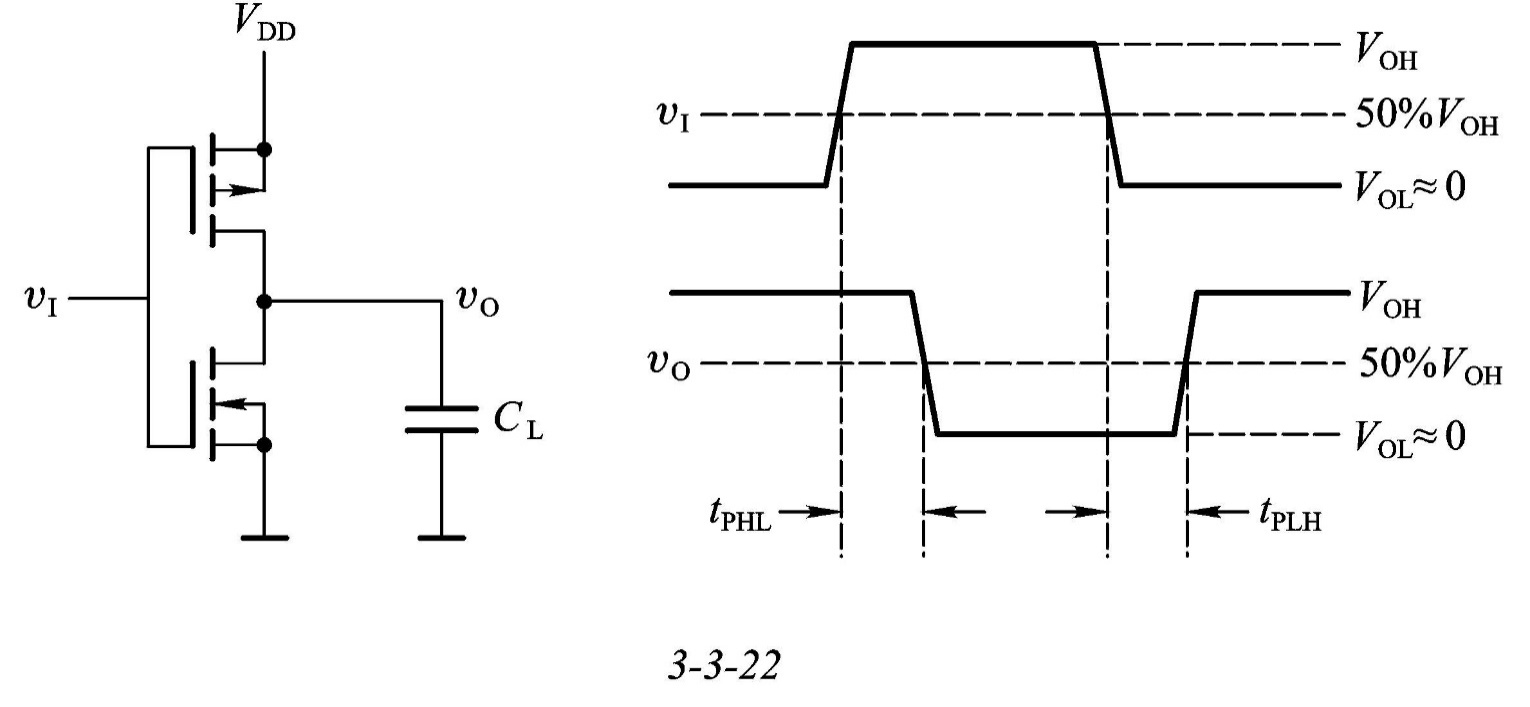 V_DD
v_I
v_O
C_L
V_OH
v_I
50%V_OH
V_OL≈0
V_OH
v_O
50%V_OH
V_OL≈0
t_PHL
t_PLH
3-3-22